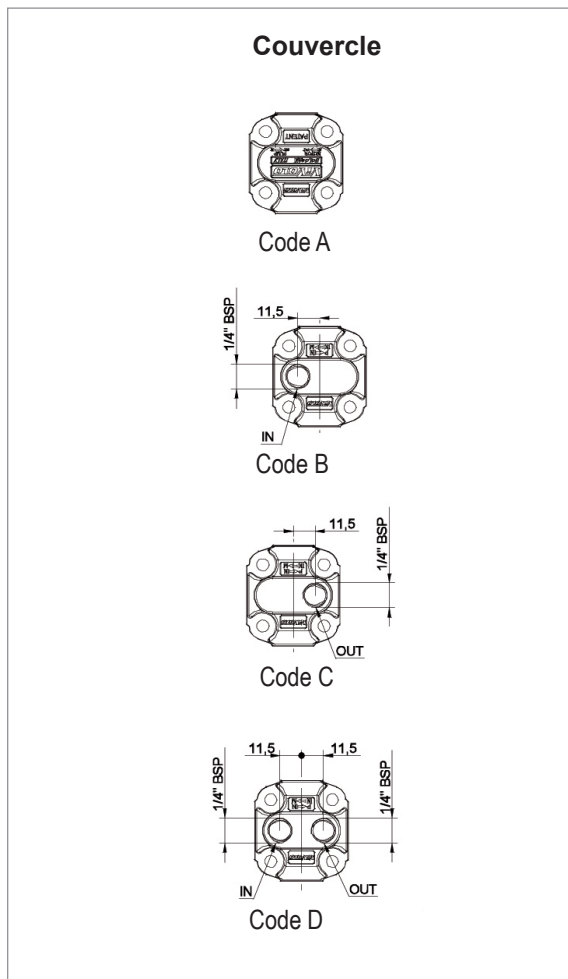 Couvercle
PATENT
Code A
11,5
1/4" BSP
IN
Code B
11,5
1/4" BSP
OUT
Code C
11,5 11,5
1/4" BSP 1/4" BSP
IN OUT
Code D